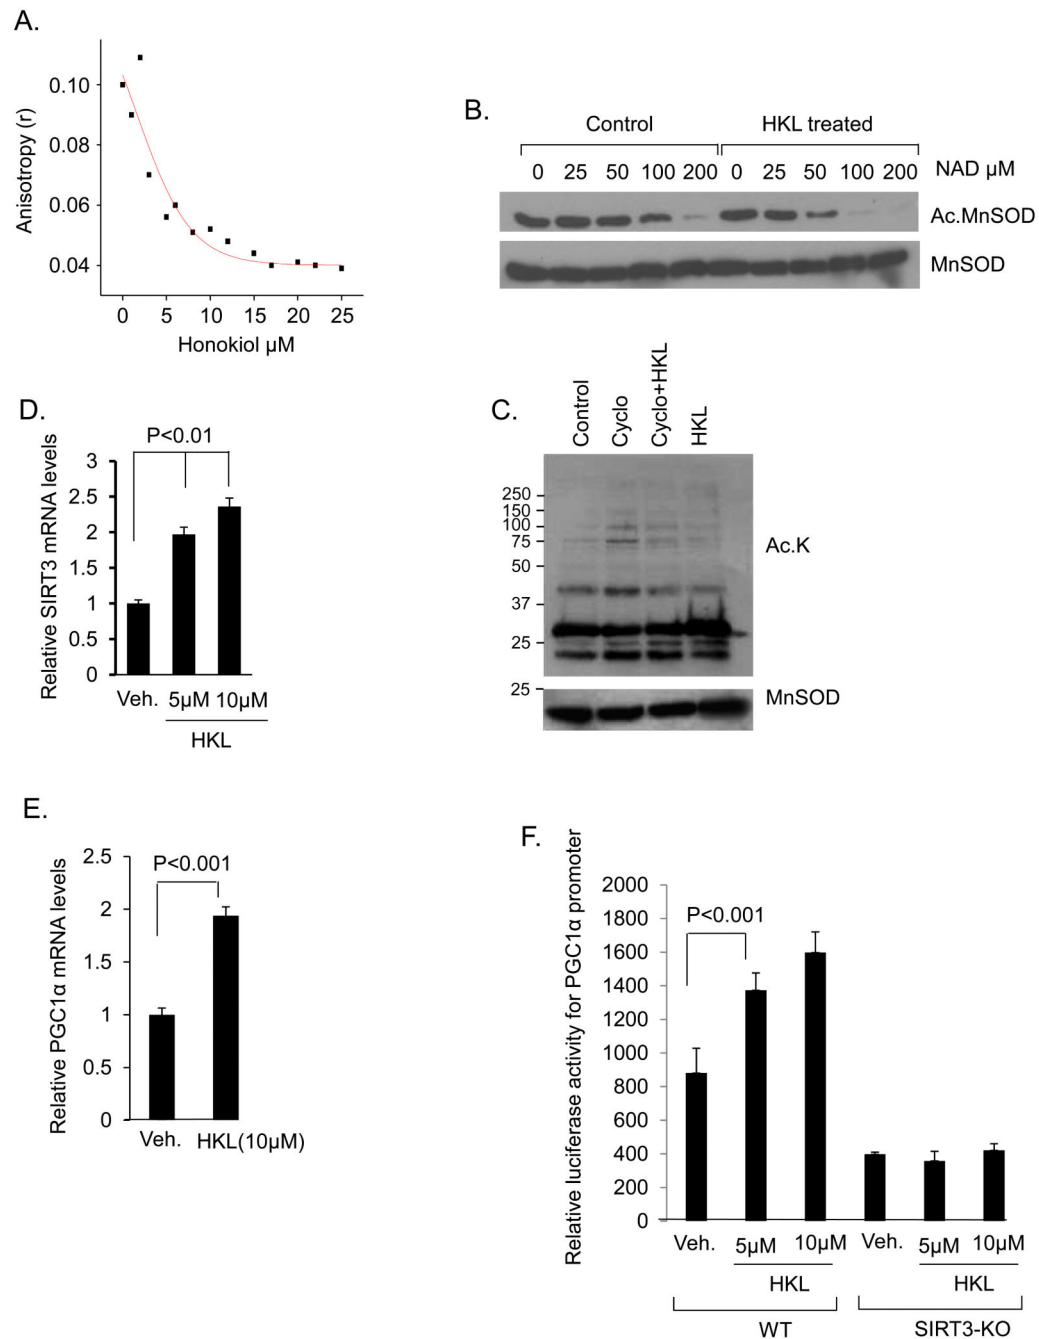 A.
Anisotropy (r)
0.10
0.08
0.06
0.04
0 5 10 15 20 25
Honokiol µM
B.
Control HKL treated
0 25 50 100 200 0 25 50 100 200 NAD µM
Ac.MnSOD
MnSOD
D.
Relative SIRT3 mRNA levels
P<0.01
3
2.5
2
1.5
1
0.5
0
Veh. 5µM 10µM
HKL
C.
Control
Cyclo
Cyclo+HKL
HKL
250
150
100
75
50
37
25
Ac.K
25
MnSOD
E.
Relative PGC1α mRNA levels
P<0.001
2.5
2
1.5
1
0.5
0
Veh. HKL(10µM)
F.
Relative luciferase activity for PGC1α promoter
P<0.001
2000
1800
1600
1400
1200
1000
800
600
400
200
0
Veh. 5µM 10µM Veh. 5µM 10µM
HKL HKL
WT SIRT3-KO